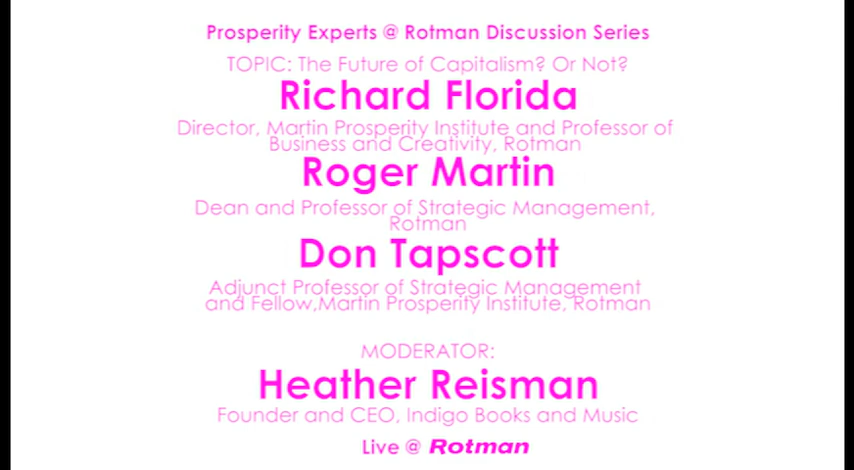 Prosperity Experts @ Rotman Discussion Series
TOPIC: The Future of Capitalism? Or Not?
Richard Florida
Director, Martin Prosperity Institute and Professor of
Business and Creativity, Rotman
Roger Martin
Dean and Professor of Strategic Management,
Rotman
Don Tapscott
Adjunct Professor of Strategic Management
and Fellow,Martin Prosperity Institute, Rotman
MODERATOR:
Heather Reisman
Founder and CEO, Indigo Books and Music
Live @ Rotman